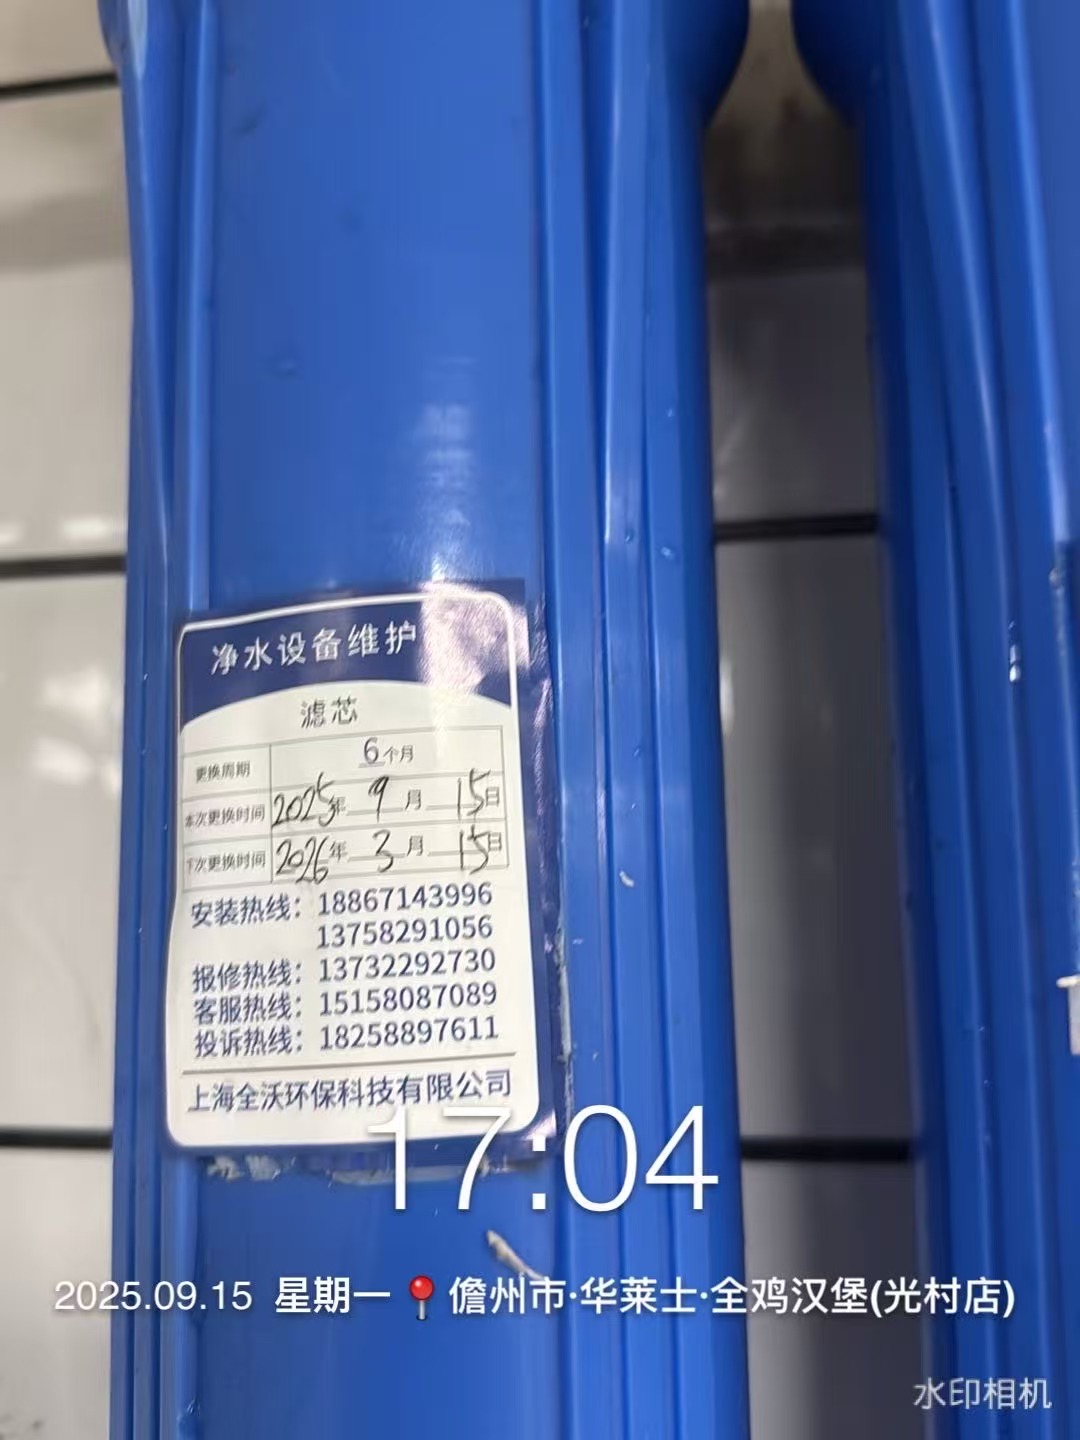 净水设备维护
滤芯
更换周期 6个月
本次更换时间 2025年 9月 15日
下次更换时间 2026年 3月 15日
安装热线：18867143996
13758291056
报修热线：13732292730
客服热线：15158087089
投诉热线：18258897611
上海全沃环保科技有限公司
17:04
2025.09.15 星期一 儋州市·华莱士·全鸡汉堡(光村店)
水印相机